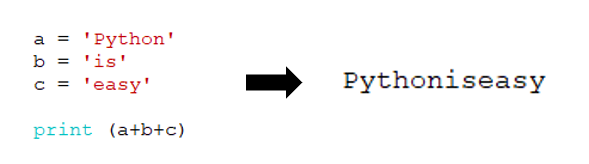 a = 'Python'
b = 'is'
c = 'easy'
print (a+b+c)
Pythoniseasy